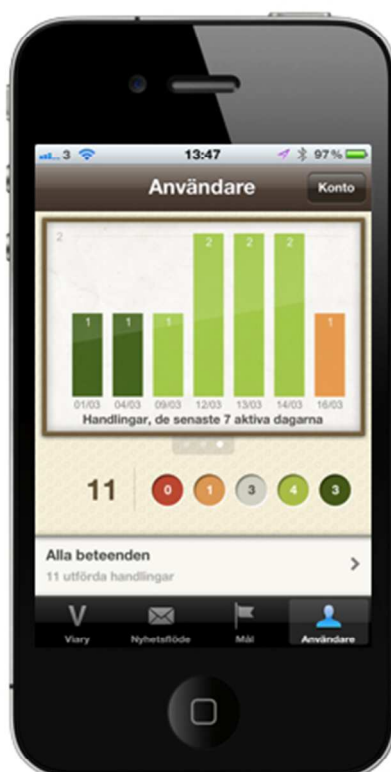 3 13:47 97%
Användare Konto
2
1 1 1 2 2 2 1
01/03 04/03 09/03 12/03 13/03 14/03 16/03
Handlingar, de senaste 7 aktiva dagarna
11 0 1 3 4 3
Alla beteenden
11 utförda handlingar
V
Viary Nyhetsflöde Mål Användare